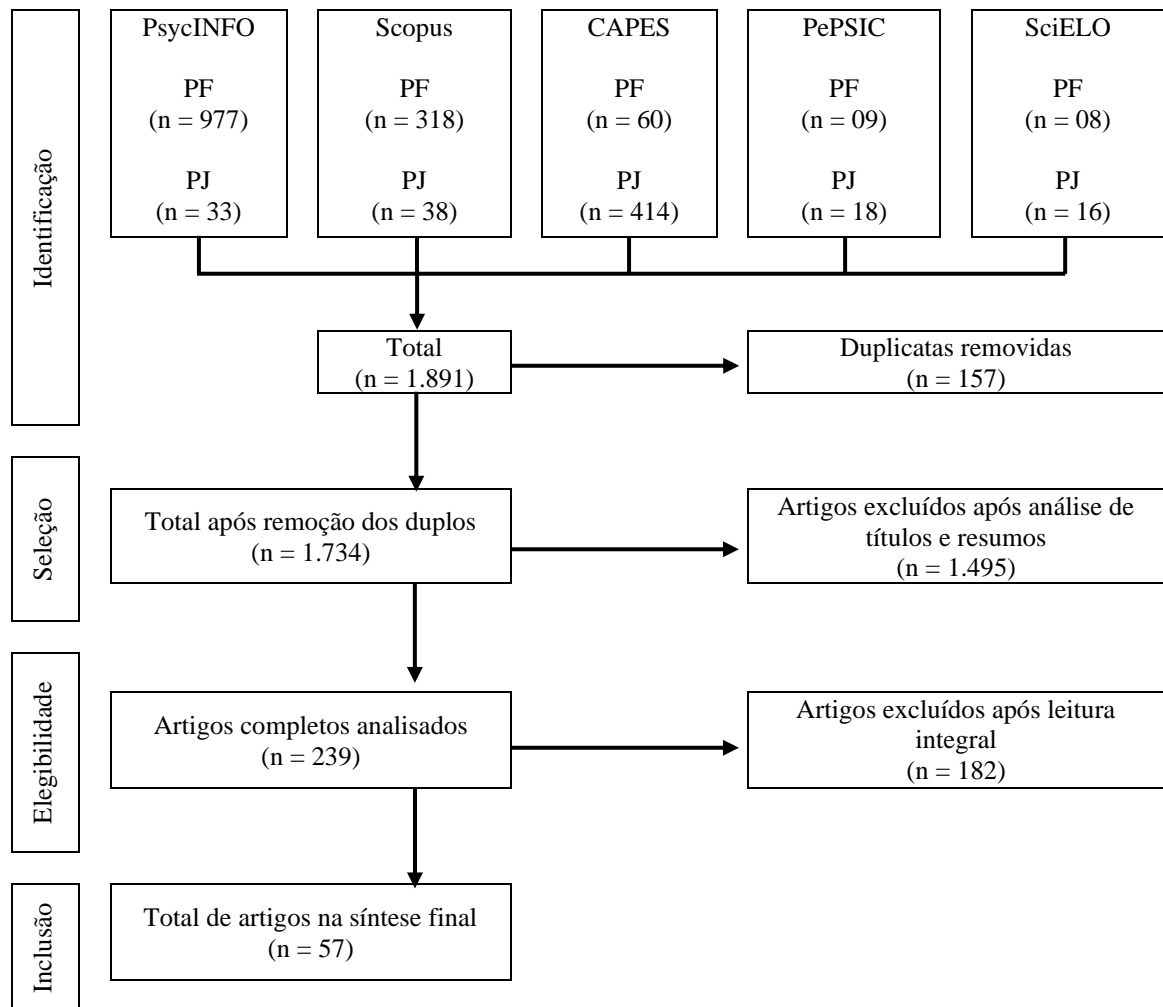 Identificação
PsycINFO
PF
(n = 977)
PJ
(n = 33)
Scopus
PF
(n = 318)
PJ
(n = 38)
CAPES
PF
(n = 60)
PJ
(n = 414)
PePSIC
PF
(n = 09)
PJ
(n = 18)
SciELO
PF
(n = 08)
PJ
(n = 16)
Total
(n = 1.891)
Duplicatas removidas
(n = 157)
Seleção
Total após remoção dos duplos
(n = 1.734)
Artigos excluídos após análise de
títulos e resumos
(n = 1.495)
Elegibilidade
Artigos completos analisados
(n = 239)
Artigos excluídos após leitura
integral
(n = 182)
Inclusão
Total de artigos na síntese final
(n = 57)